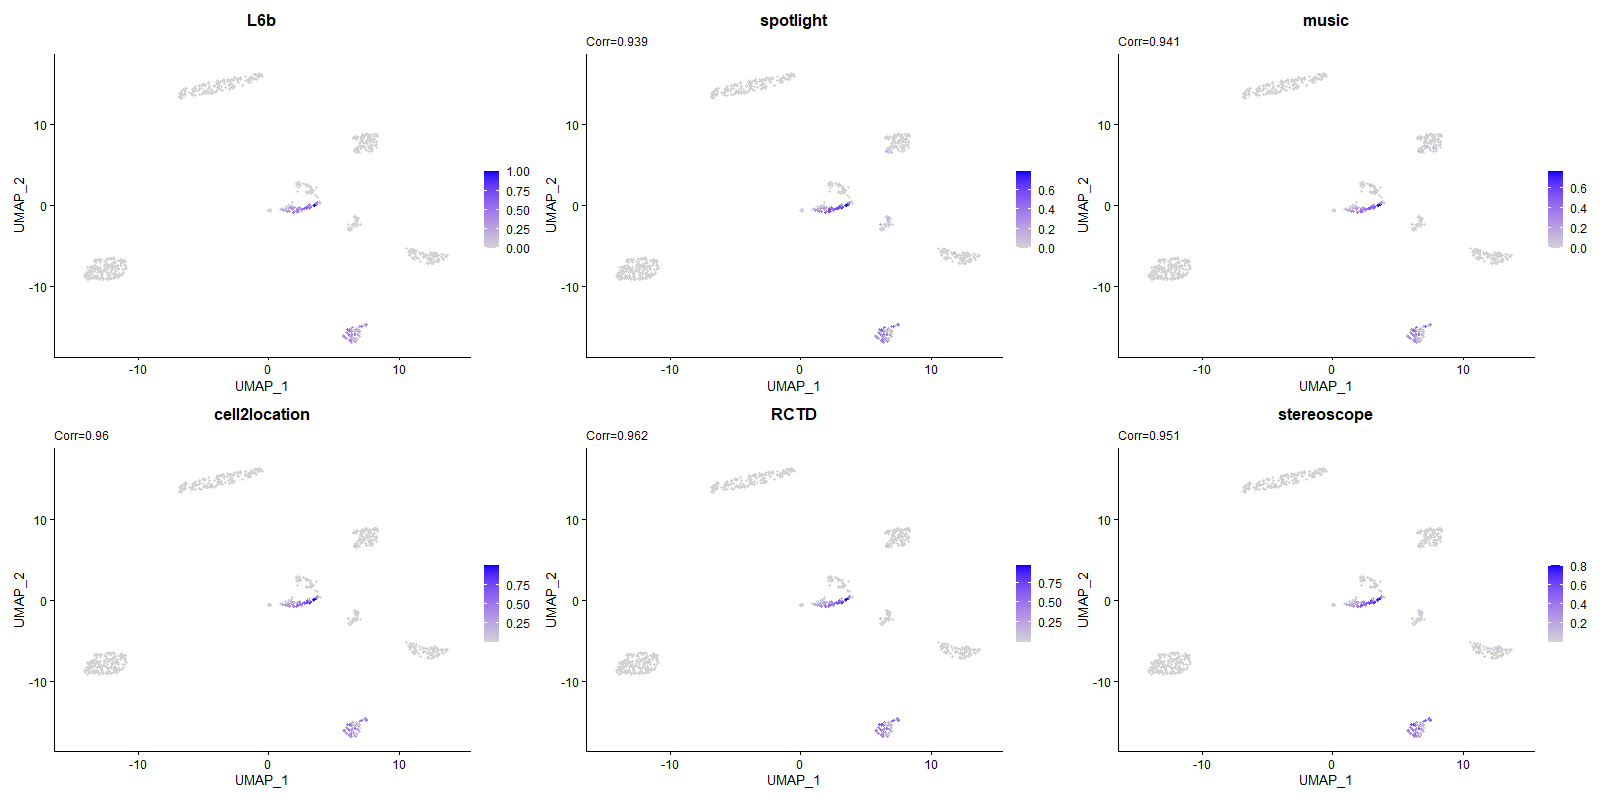 L6b
UMAP_2
10
0
-10
-10
0
10
UMAP_1
1.00
0.75
0.50
0.25
0.00
spotlight
Corr=0.939
UMAP_2
10
0
-10
-10
0
10
UMAP_1
0.6
0.4
0.2
0.0
music
Corr=0.941
UMAP_2
10
0
-10
-10
0
10
UMAP_1
0.6
0.4
0.2
0.0
cell2location
Corr=0.96
UMAP_2
10
0
-10
-10
0
10
UMAP_1
0.75
0.50
0.25
RCTD
Corr=0.962
UMAP_2
10
0
-10
-10
0
10
UMAP_1
0.75
0.50
0.25
stereoscope
Corr=0.951
UMAP_2
10
0
-10
-10
0
10
UMAP_1
0.8
0.6
0.4
0.2